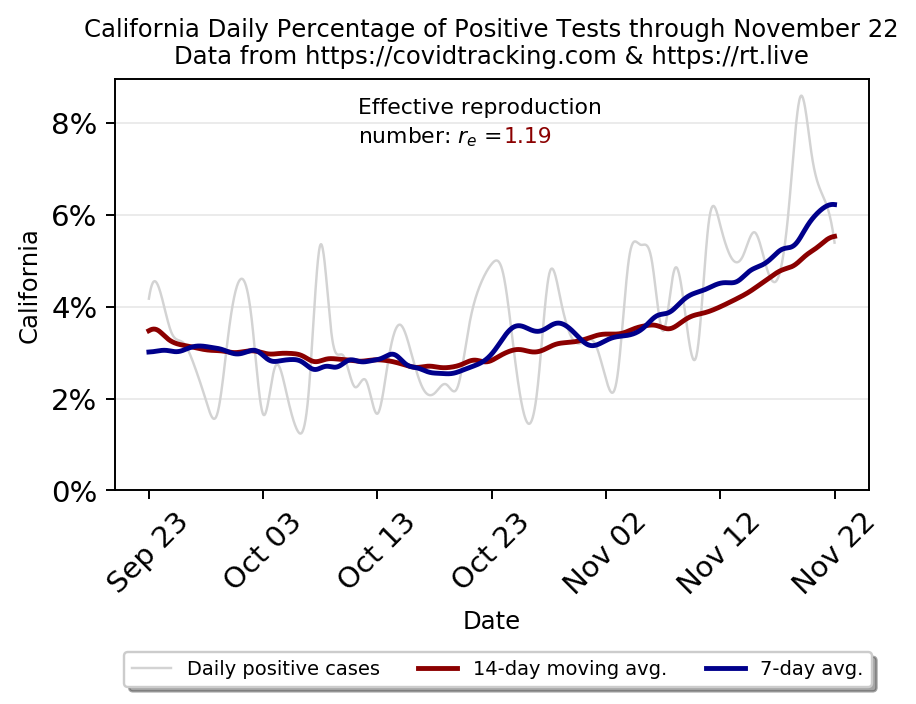 California Daily Percentage of Positive Tests through November 22
Data from https://covidtracking.com & https://rt.live
Effective reproduction
number: rₑ =1.19
8%
6%
4%
2%
0%
California
Sep 23
Oct 03
Oct 13
Oct 23
Nov 02
Nov 12
Nov 22
Date
Daily positive cases
14-day moving avg.
7-day avg.